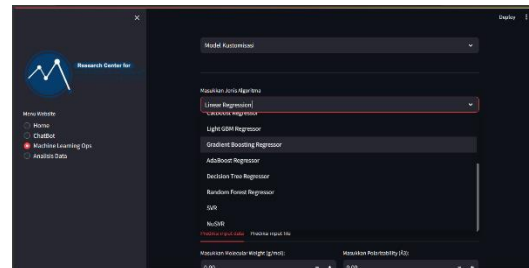 Deploy
Research Center for
Menu Website
Home
ChatBot
Machine Learning Ops
Analisis Data
Model Kustomisasi
Masukkan Jenis Algoritma
Linear Regression
CatBoost Regressor
Light GBM Regressor
Gradient Boosting Regressor
AdaBoost Regressor
Decision Tree Regressor
Random Forest Regressor
SVR
NuSVR
Prediksi Input Data Prediksi Input File
Masukkan Molecular Weight (g/mol): Masukkan Polarizability (Å3):
0.00 0.00